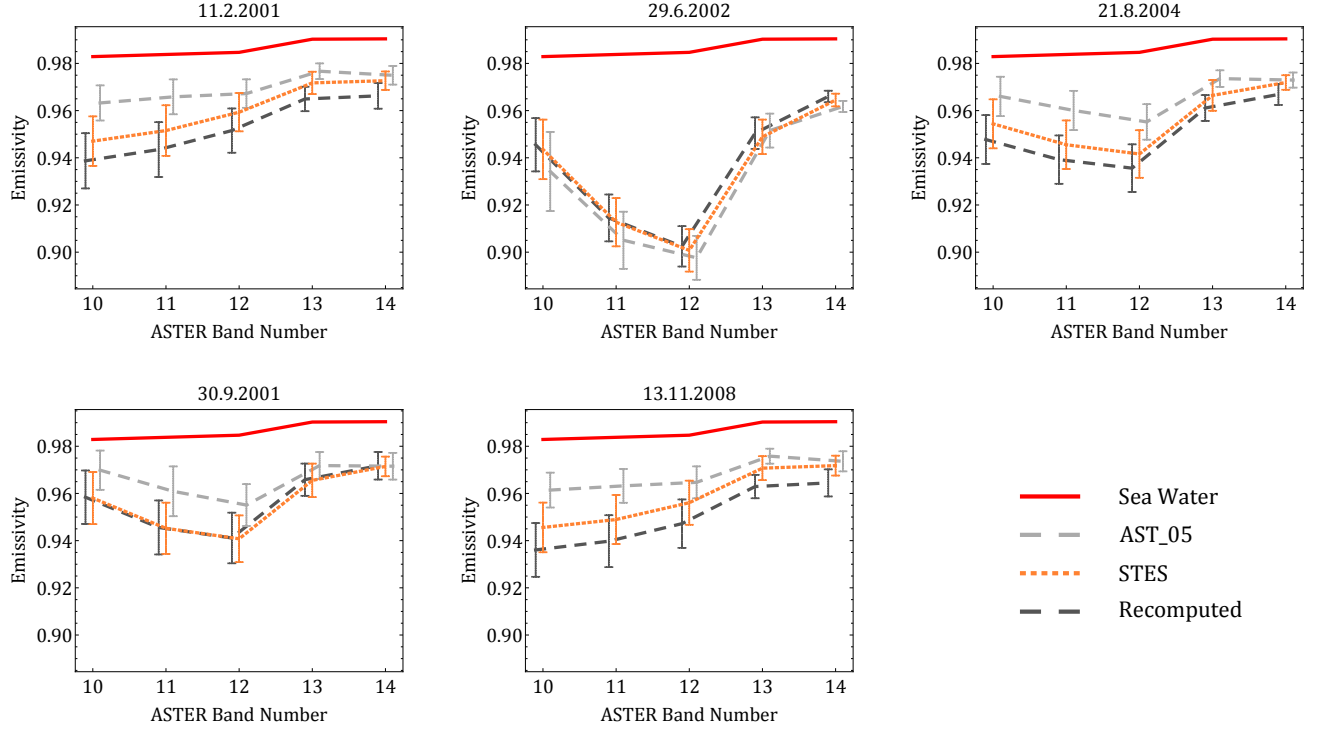 11.2.2001
Emissivity
0.98
0.96
0.94
0.92
0.90
10 11 12 13 14
ASTER Band Number
29.6.2002
Emissivity
0.98
0.96
0.94
0.92
0.90
10 11 12 13 14
ASTER Band Number
21.8.2004
Emissivity
0.98
0.96
0.94
0.92
0.90
10 11 12 13 14
ASTER Band Number
30.9.2001
Emissivity
0.98
0.96
0.94
0.92
0.90
10 11 12 13 14
ASTER Band Number
13.11.2008
Emissivity
0.98
0.96
0.94
0.92
0.90
10 11 12 13 14
ASTER Band Number
Sea Water
AST_05
STES
Recomputed